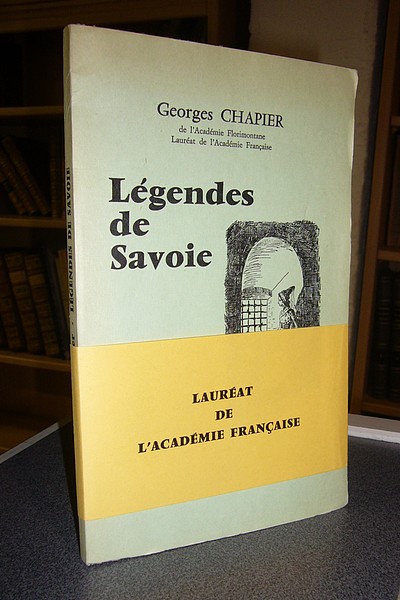 Georges CHAPIER
de l'Académie Florimontane
Lauréat de l'Académie Française
Légendes
de
Savoie
LAURÉAT
DE
L'ACADÉMIE FRANÇAISE
LÉGENDES DE SAVOIE